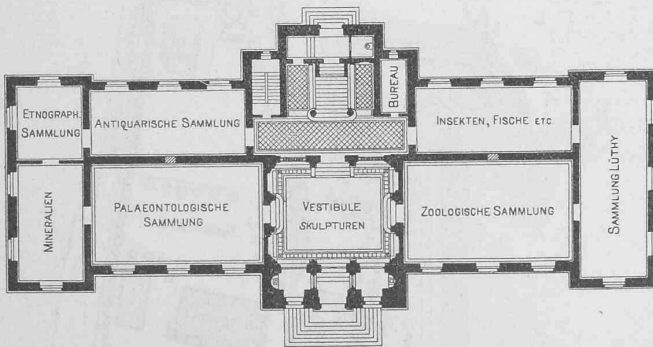 BUREAU
ETNOGRAPH.
SAMMLUNG
ANTIQUARISCHE SAMMLUNG
INSEKTEN, FISCHE ETC.
SAMMLUNG LÜTHY
MINERALIEN
PALAEONTOLOGISCHE
SAMMLUNG
VESTIBULE
SKULPTUREN
ZOOLOGISCHE SAMMLUNG